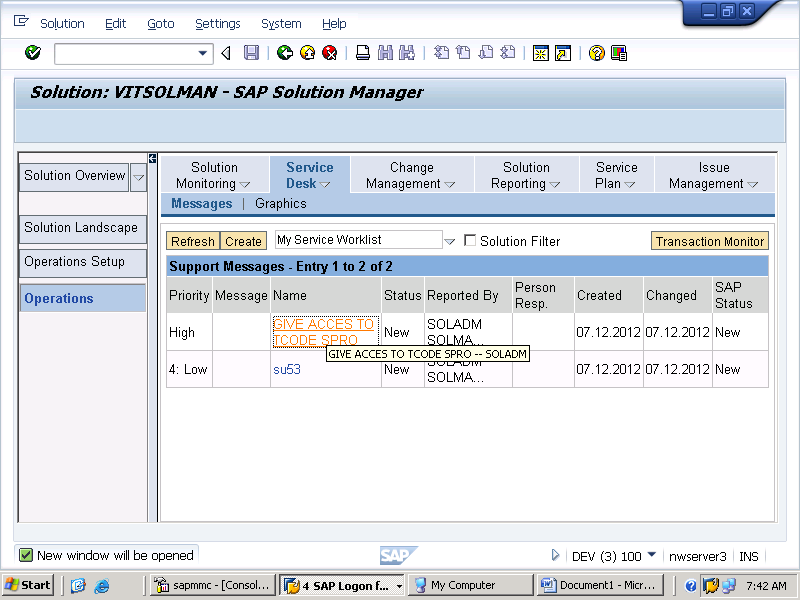 Solution Edit Goto Settings System Help
Solution: VITSOLMAN - SAP Solution Manager
Solution Overview
Solution Landscape
Operations Setup
Operations
Solution Monitoring
Service Desk
Change Management
Solution Reporting
Service Plan
Issue Management
Messages | Graphics
Refresh Create My Service Worklist Solution Filter Transaction Monitor
Support Messages - Entry 1 to 2 of 2
Priority Message Name Status Reported By Person Resp. Created Changed SAP Status
High GIVE ACCES TO New SOLADM 07.12.2012 07.12.2012 New
TCODE SPRO SOLMA...
GIVE ACCES TO TCODE SPRO -- SOLADM
4: Low su53 New SOLADM 07.12.2012 07.12.2012 New
SOLMA...
New window will be opened SAP DEV (3) 100 nwserver3 INS
Start sapmmc - [Consol... 4 SAP Logon f... My Computer Document1 - Micr... 7:42 AM